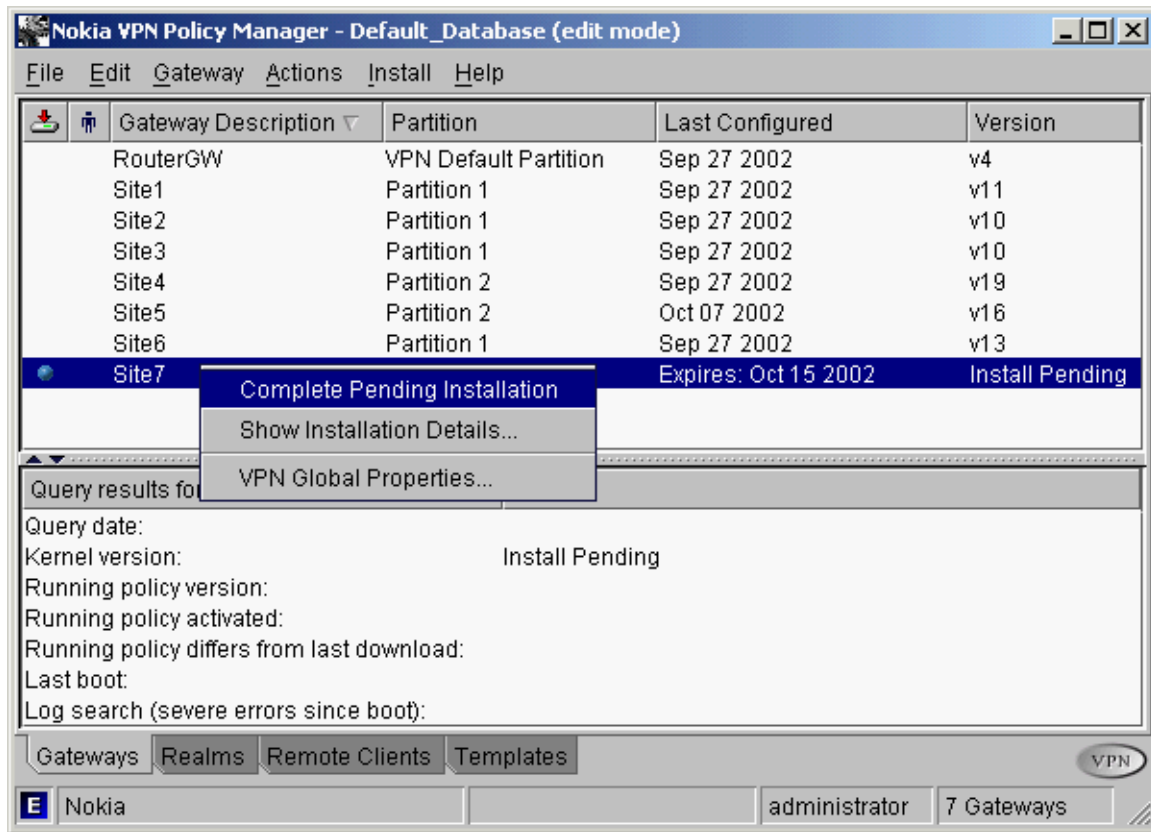 Nokia VPN Policy Manager - Default_Database (edit mode)
File Edit Gateway Actions Install Help
Gateway Description Partition Last Configured Version
RouterGW VPN Default Partition Sep 27 2002 v4
Site1 Partition 1 Sep 27 2002 v11
Site2 Partition 1 Sep 27 2002 v10
Site3 Partition 1 Sep 27 2002 v10
Site4 Partition 2 Sep 27 2002 v19
Site5 Partition 2 Oct 07 2002 v16
Site6 Partition 1 Sep 27 2002 v13
Site7 Expires: Oct 15 2002 Install Pending
Complete Pending Installation
Show Installation Details...
VPN Global Properties...
Query results for
Query date:
Kernel version: Install Pending
Running policy version:
Running policy activated:
Running policy differs from last download:
Last boot:
Log search (severe errors since boot):
Gateways Realms Remote Clients Templates VPN
E Nokia administrator 7 Gateways